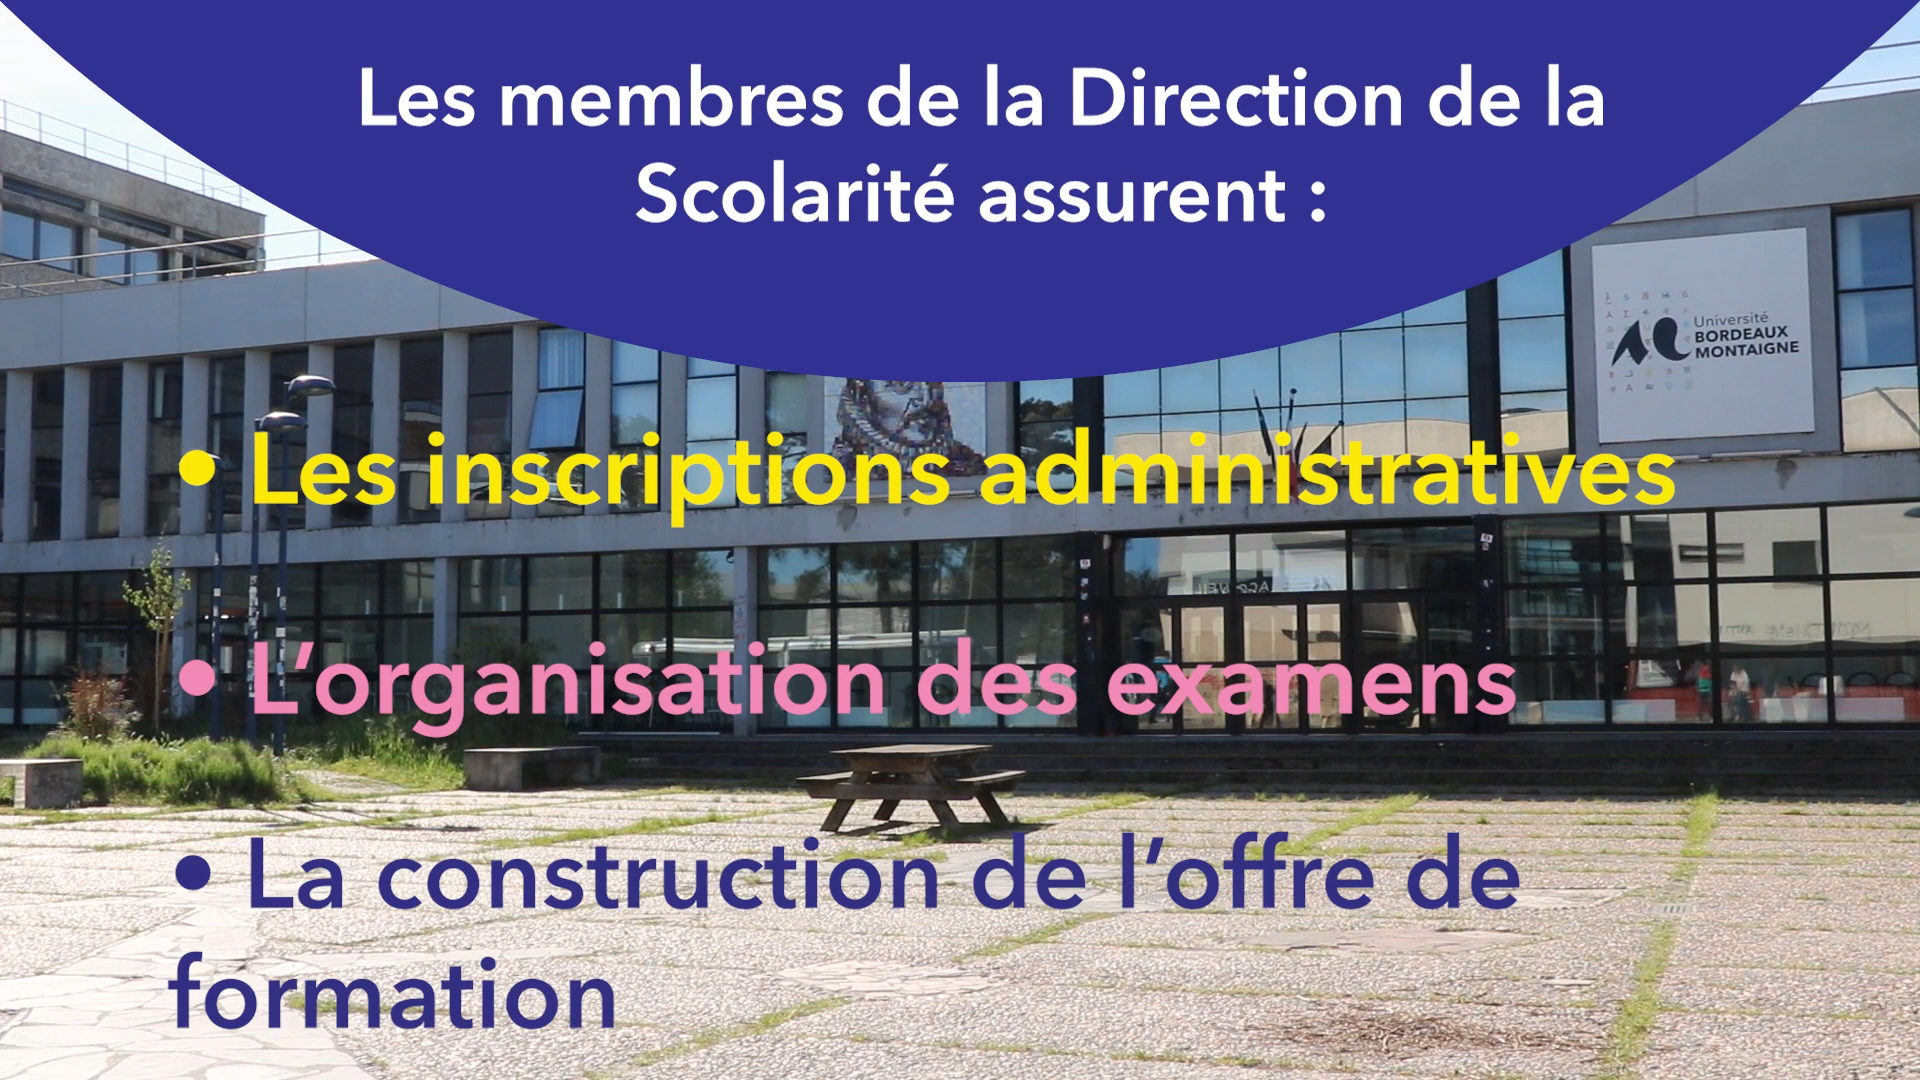 Les membres de la Direction de la
Scolarité assurent :
Université
BORDEAUX
MONTAIGNE
• Les inscriptions administratives
• L’organisation des examens
• La construction de l’offre de
formation